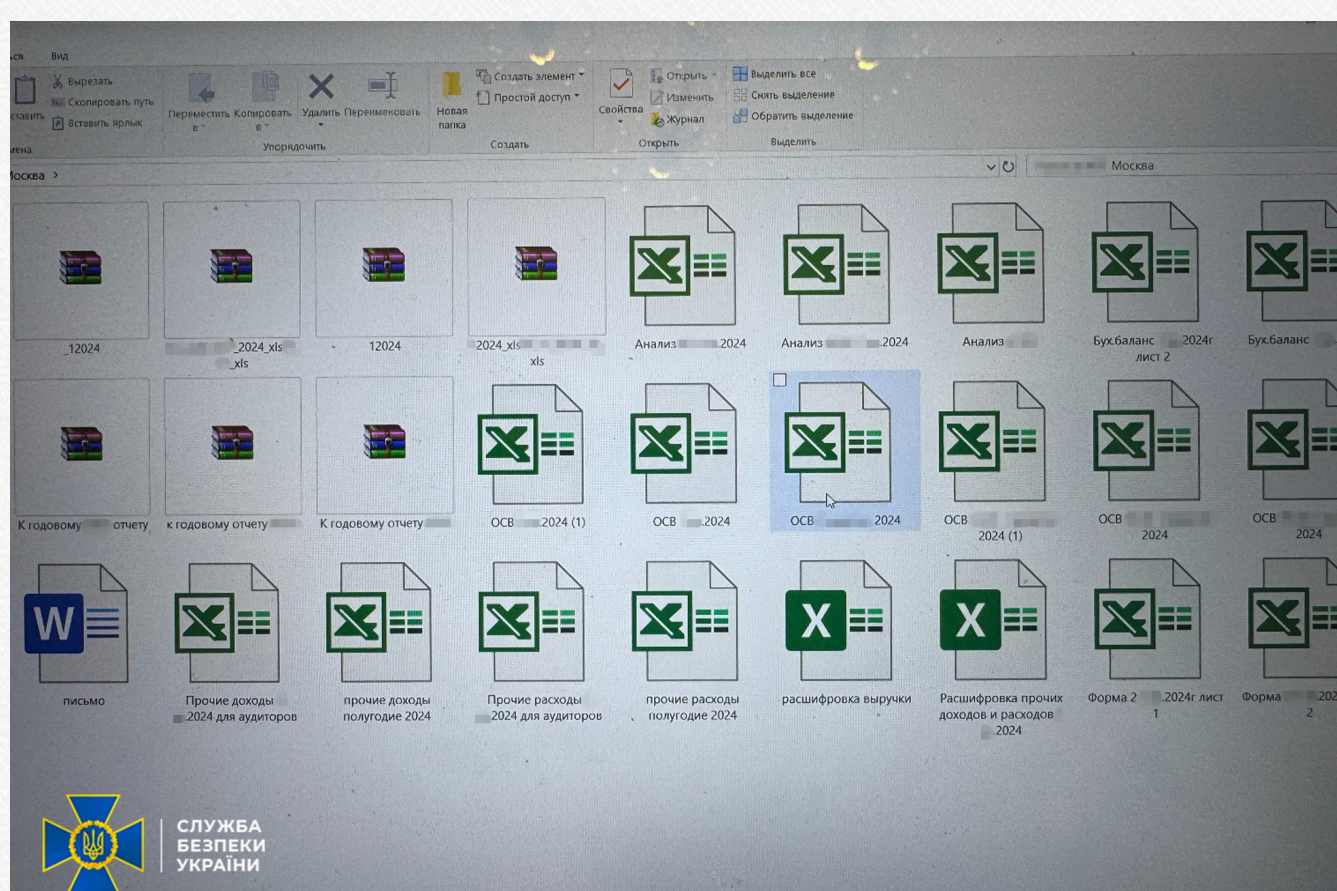 ся Вид
Вырезать
Скопировать путь
Вставить ярлык
Переместить в
Копировать в
Удалить
Переименовать
Упорядочить
Новая
папка
Создать элемент
Простой доступ
Создать
Свойства
Открыть
Изменить
Журнал
Открыть
Выделить все
Снять выделение
Обратить выделение
Выделить
Москва
_12024
_2024_xls
_xls
12024
2024_xls
xls
Анализ .2024
Анализ .2024
Анализ
Бух.баланс 2024г
лист 2
Бух.баланс
К годовому отчету
к годовому отчету
К годовому отчету
ОСВ .2024 (1)
ОСВ .2024
ОСВ 2024
ОСВ
2024 (1)
ОСВ
2024
ОСВ
2024
письмо
Прочие доходы
.2024 для аудиторов
прочие доходы
полугодие 2024
Прочие расходы
2024 для аудиторов
прочие расходы
полугодие 2024
расшифровка выручки
Расшифровка прочих
доходов и расходов
.2024
Форма 2 .2024г лист
1
Форма
2
СЛУЖБА
БЕЗПЕКИ
УКРАЇНИ